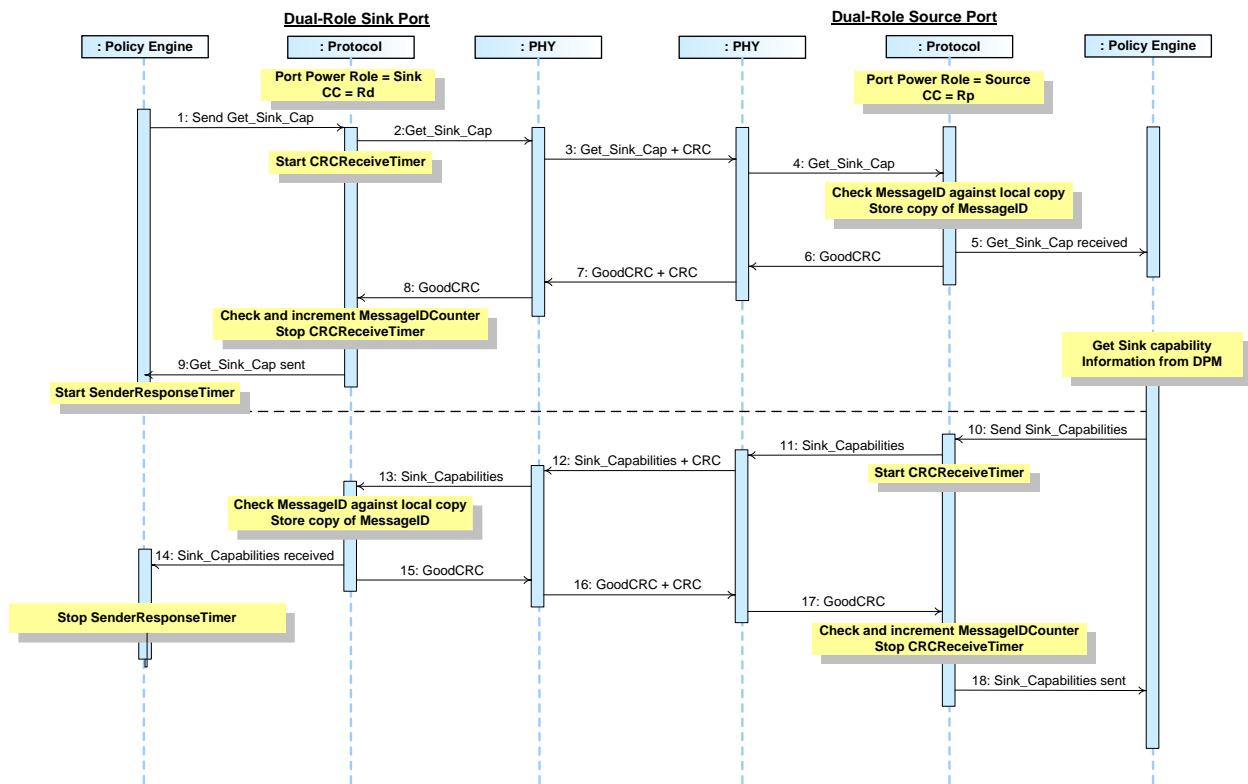 Dual-Role Sink Port
Dual-Role Source Port
: Policy Engine
: Protocol
: PHY
: PHY
: Protocol
: Policy Engine
Port Power Role = Sink
CC = Rd
Port Power Role = Source
CC = Rp
1: Send Get_Sink_Cap
2:Get_Sink_Cap
Start CRCReceiveTimer
3: Get_Sink_Cap + CRC
4: Get_Sink_Cap
Check MessageID against local copy
Store copy of MessageID
5: Get_Sink_Cap received
6: GoodCRC
7: GoodCRC + CRC
8: GoodCRC
Check and increment MessageIDCounter
Stop CRCReceiveTimer
9:Get_Sink_Cap sent
Start SenderResponseTimer
Get Sink capability
Information from DPM
10: Send Sink_Capabilities
11: Sink_Capabilities
Start CRCReceiveTimer
12: Sink_Capabilities + CRC
13: Sink_Capabilities
Check MessageID against local copy
Store copy of MessageID
14: Sink_Capabilities received
15: GoodCRC
16: GoodCRC + CRC
17: GoodCRC
Stop SenderResponseTimer
Check and increment MessageIDCounter
Stop CRCReceiveTimer
18: Sink_Capabilities sent